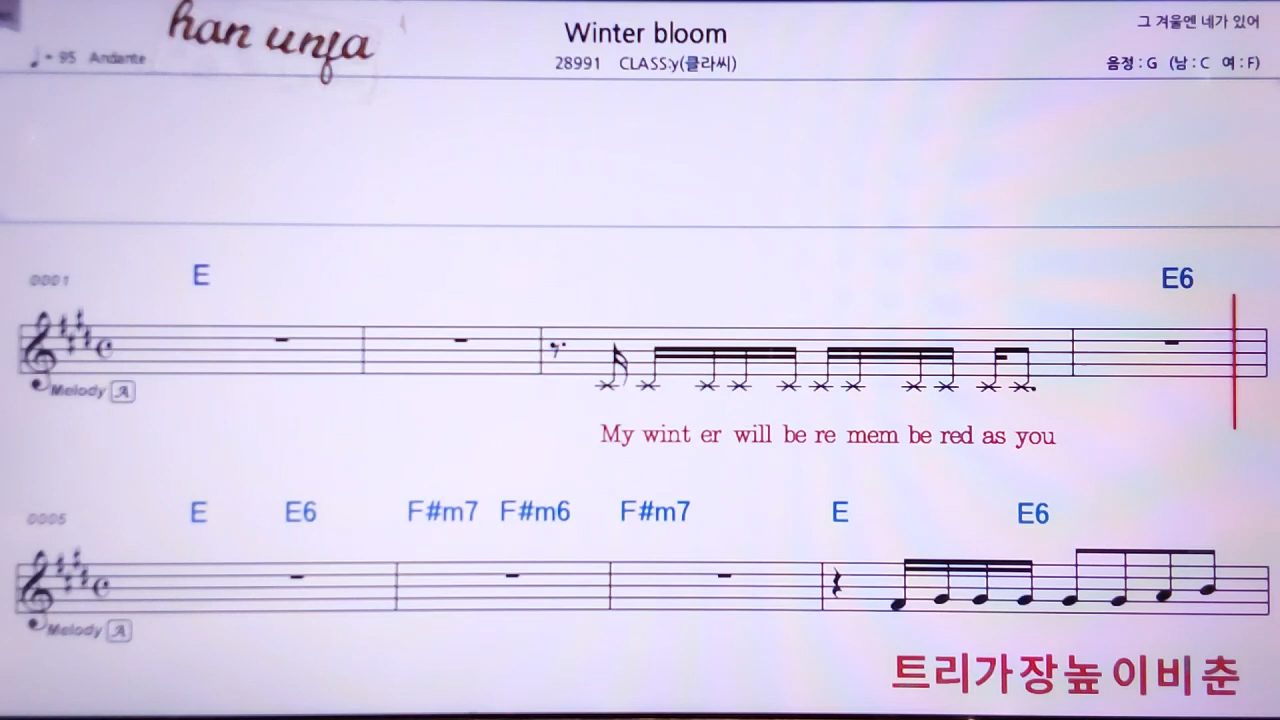 han unfa
Winter bloom
그 겨울엔 네가 있어
♩ = 95 Andante
28991 CLASS:y(클라씨)
음정 : G (남 : C 여 : F)
0001 E E6
Melody A
My wint er will be re mem be red as you
0005 E E6 F#m7 F#m6 F#m7 E E6
Melody A
트리가장높이비춘